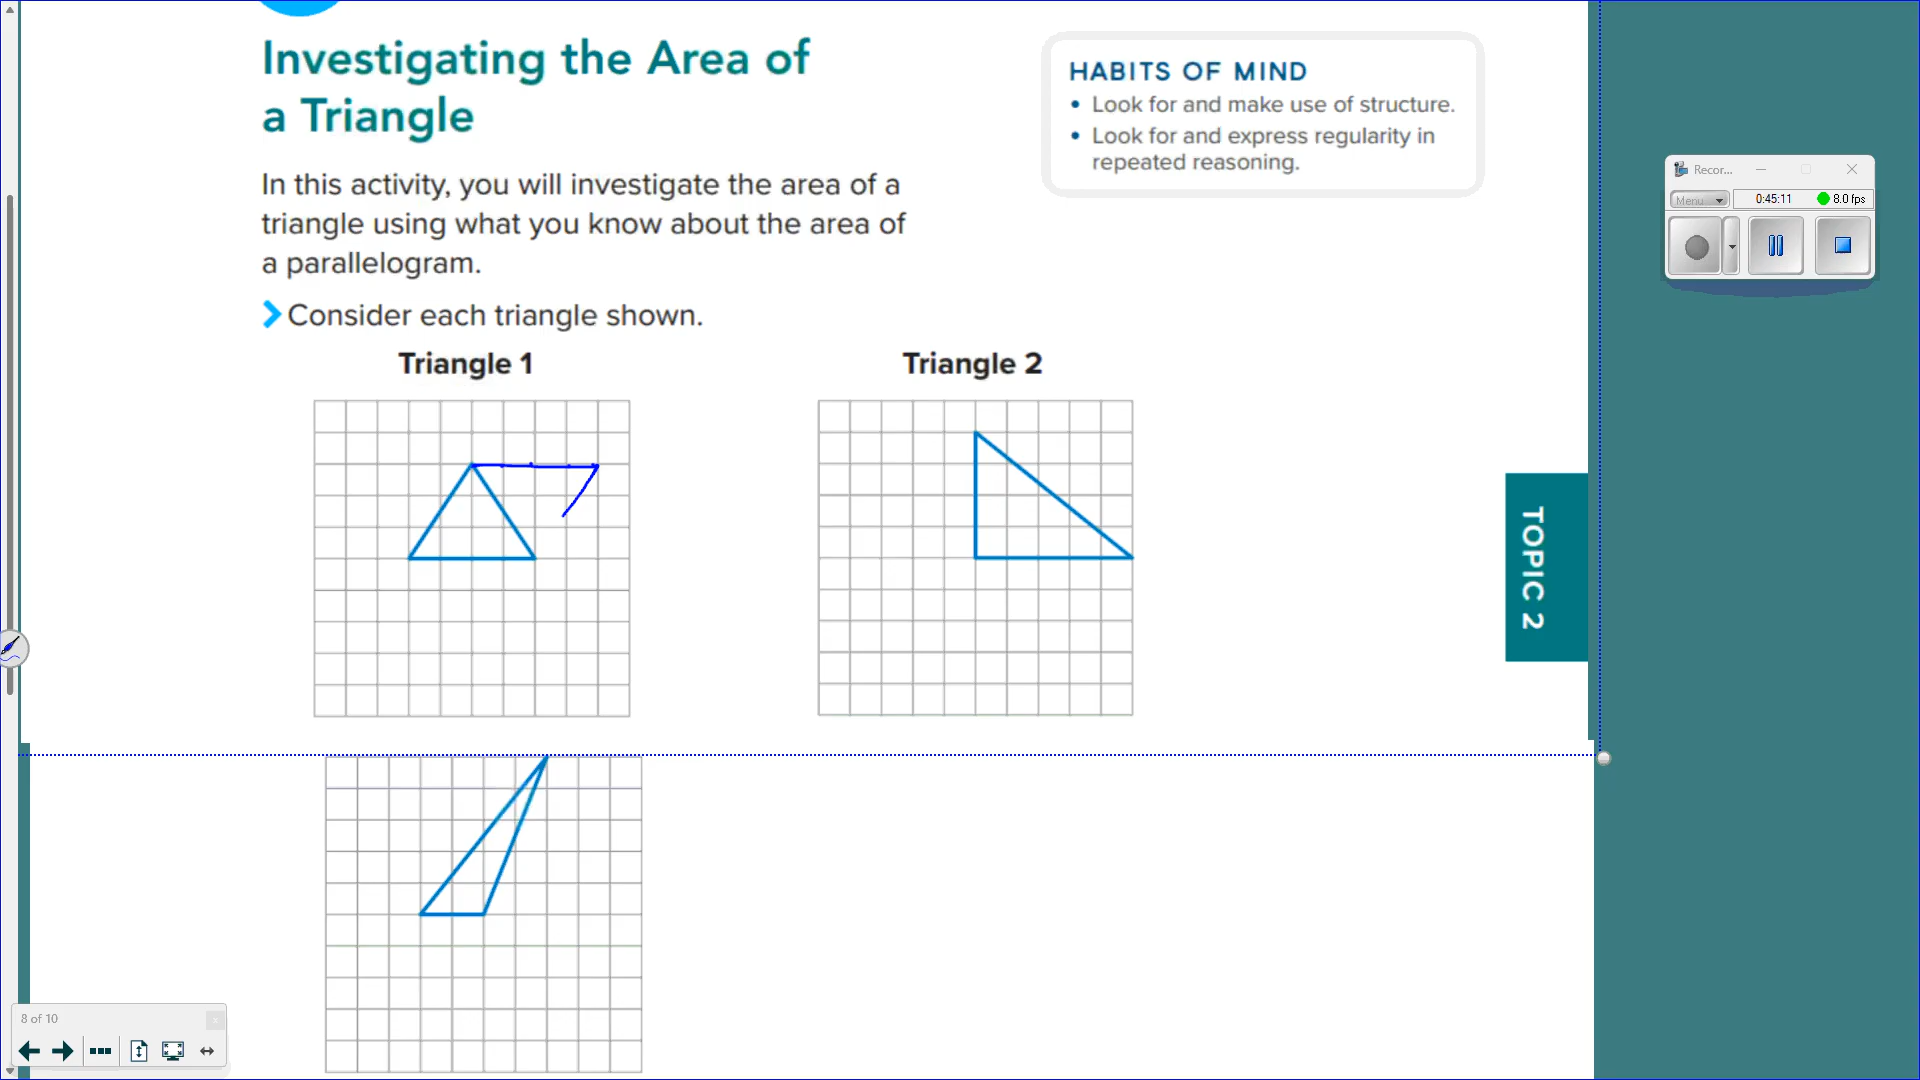 Investigating the Area of
a Triangle
HABITS OF MIND
• Look for and make use of structure.
• Look for and express regularity in
repeated reasoning.
In this activity, you will investigate the area of a
triangle using what you know about the area of
a parallelogram.
Consider each triangle shown.
Triangle 1
Triangle 2
TOPIC 2
Recor...
Menu
0:45:11
8.0 fps
8 of 10